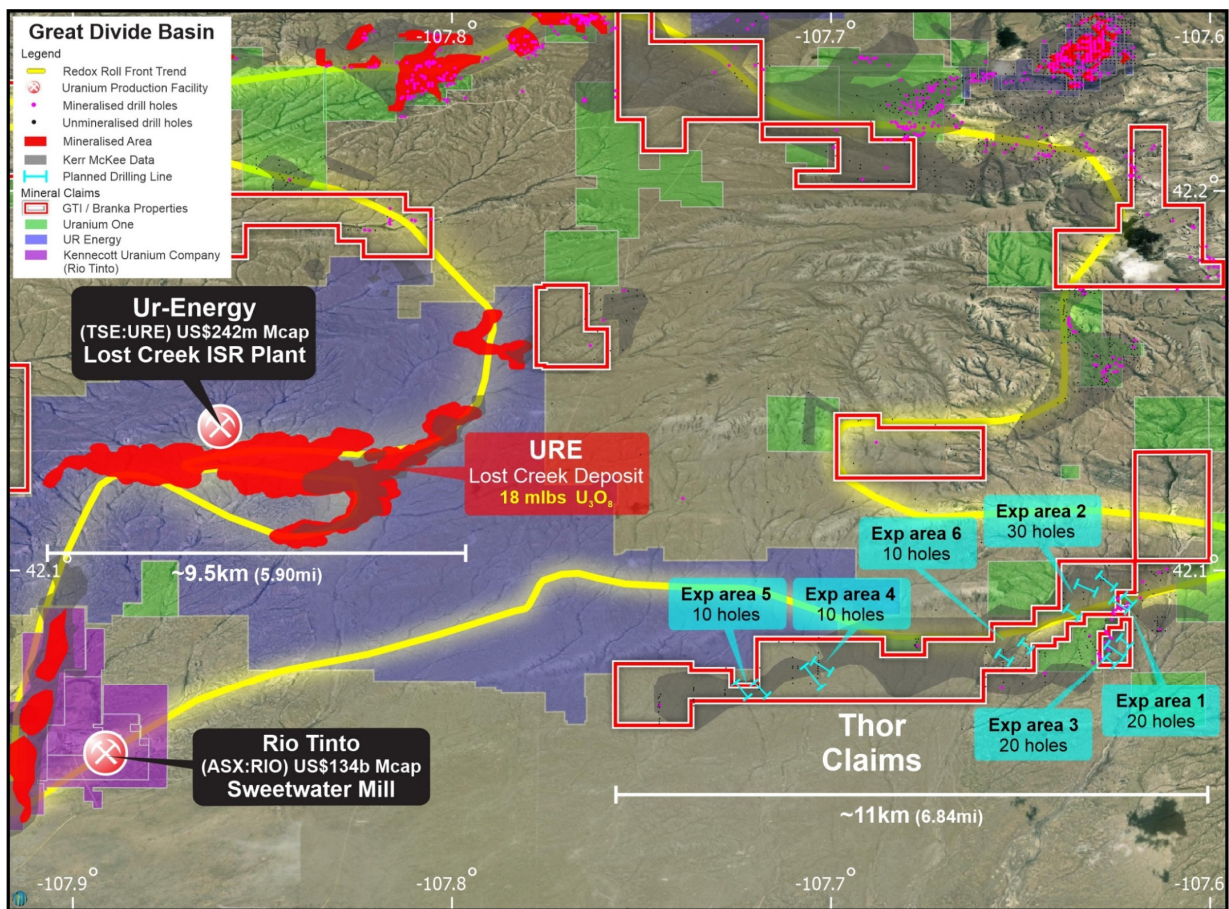 Great Divide Basin
Legend
Redox Roll Front Trend
Uranium Production Facility
Mineralised drill holes
Unmineralised drill holes
Mineralised Area
Kerr McKee Data
Planned Drilling Line
Mineral Claims
GTI / Branka Properties
Uranium One
UR Energy
Kennecott Uranium Company
(Rio Tinto)
-107.8°
-107.7°
-107.6°
42.2°
Ur-Energy
(TSE:URE) US$242m Mcap
Lost Creek ISR Plant
URE
Lost Creek Deposit
18 mlbs U₃O₈
~9.5km (5.90mi)
42.1°
42.1°
Exp area 2
30 holes
Exp area 6
10 holes
Exp area 5
10 holes
Exp area 4
10 holes
Exp area 1
20 holes
Exp area 3
20 holes
Thor
Claims
Rio Tinto
(ASX:RIO) US$134b Mcap
Sweetwater Mill
~11km (6.84mi)
-107.9°
-107.8°
-107.7°
-107.6°